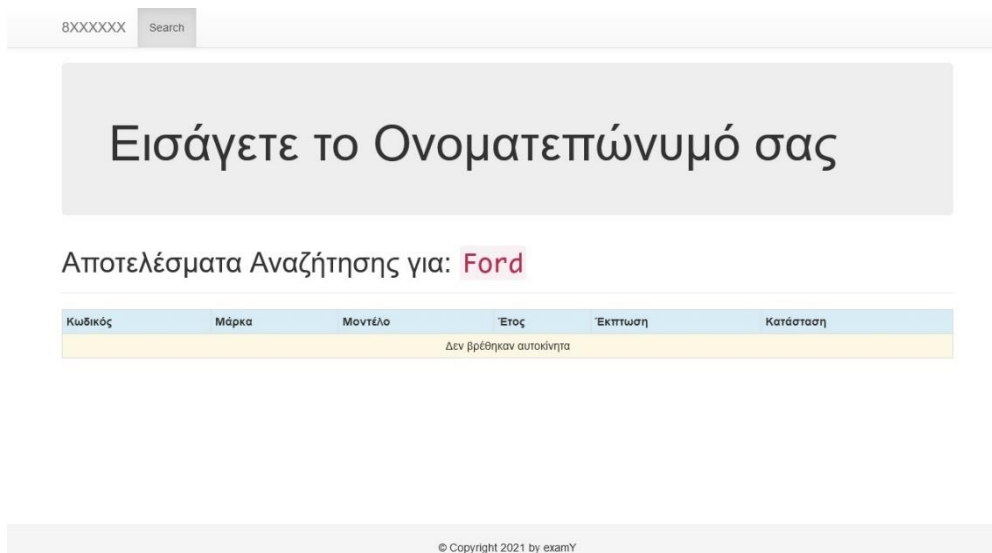 8XXXXXX Search
Εισάγετε το Ονοματεπώνυμό σας
Αποτελέσματα Αναζήτησης για: Ford
Κωδικός Μάρκα Μοντέλο Έτος Έκπτωση Κατάσταση
Δεν βρέθηκαν αυτοκίνητα
© Copyright 2021 by examY